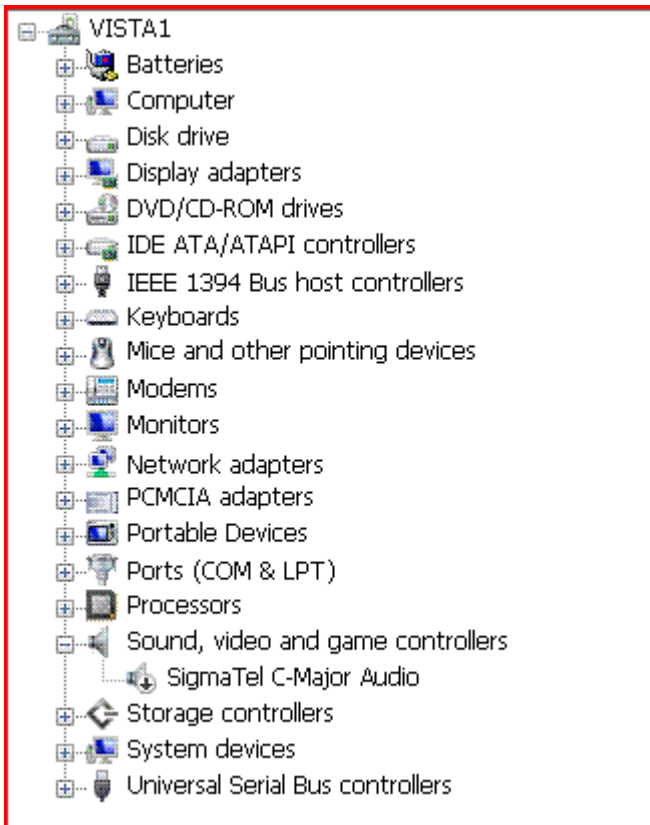 VISTA1
Batteries
Computer
Disk drive
Display adapters
DVD/CD-ROM drives
IDE ATA/ATAPI controllers
IEEE 1394 Bus host controllers
Keyboards
Mice and other pointing devices
Modems
Monitors
Network adapters
PCMCIA adapters
Portable Devices
Ports (COM & LPT)
Processors
Sound, video and game controllers
SigmaTel C-Major Audio
Storage controllers
System devices
Universal Serial Bus controllers